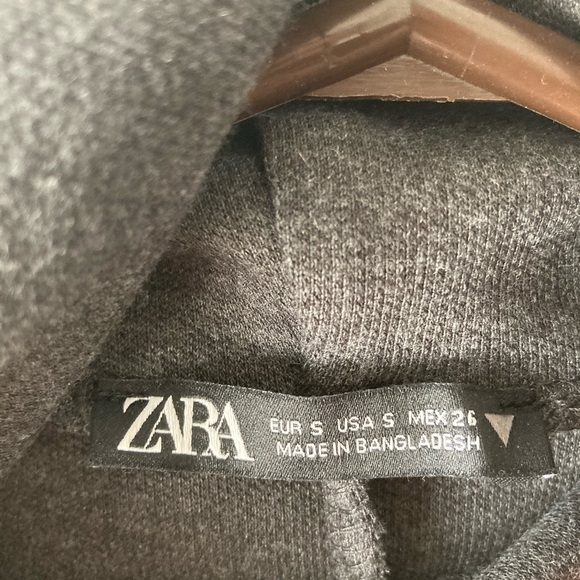 ZARA
EUR S USA S MEX 26
MADE IN BANGLADESH